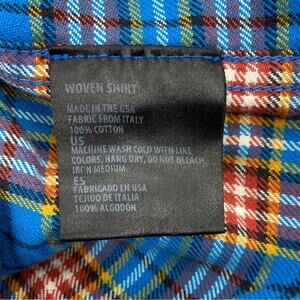 WOVEN SHIRT
MADE IN THE USA
FABRIC FROM ITALY
100% COTTON
US
MACHINE WASH COLD WITH LIKE
COLORS, HANG DRY, DO NOT BLEACH,
IRON MEDIUM.
ES
FABRICADO EN USA
TEJIDO DE ITALIA
100% ALGODÓN